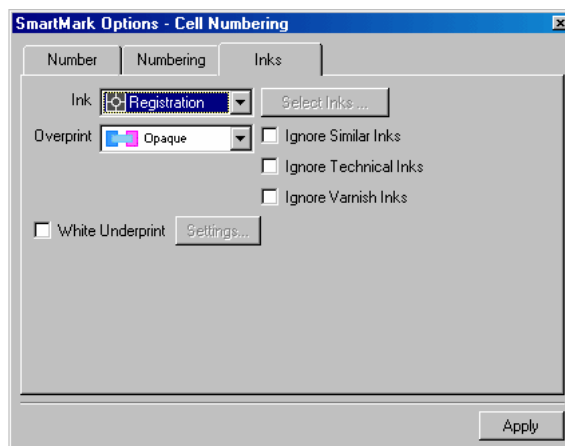 SmartMark Options - Cell Numbering
Number Numbering Inks
Ink Registration Select Inks ...
Overprint Opaque Ignore Similar Inks
Ignore Technical Inks
Ignore Varnish Inks
White Underprint Settings...
Apply